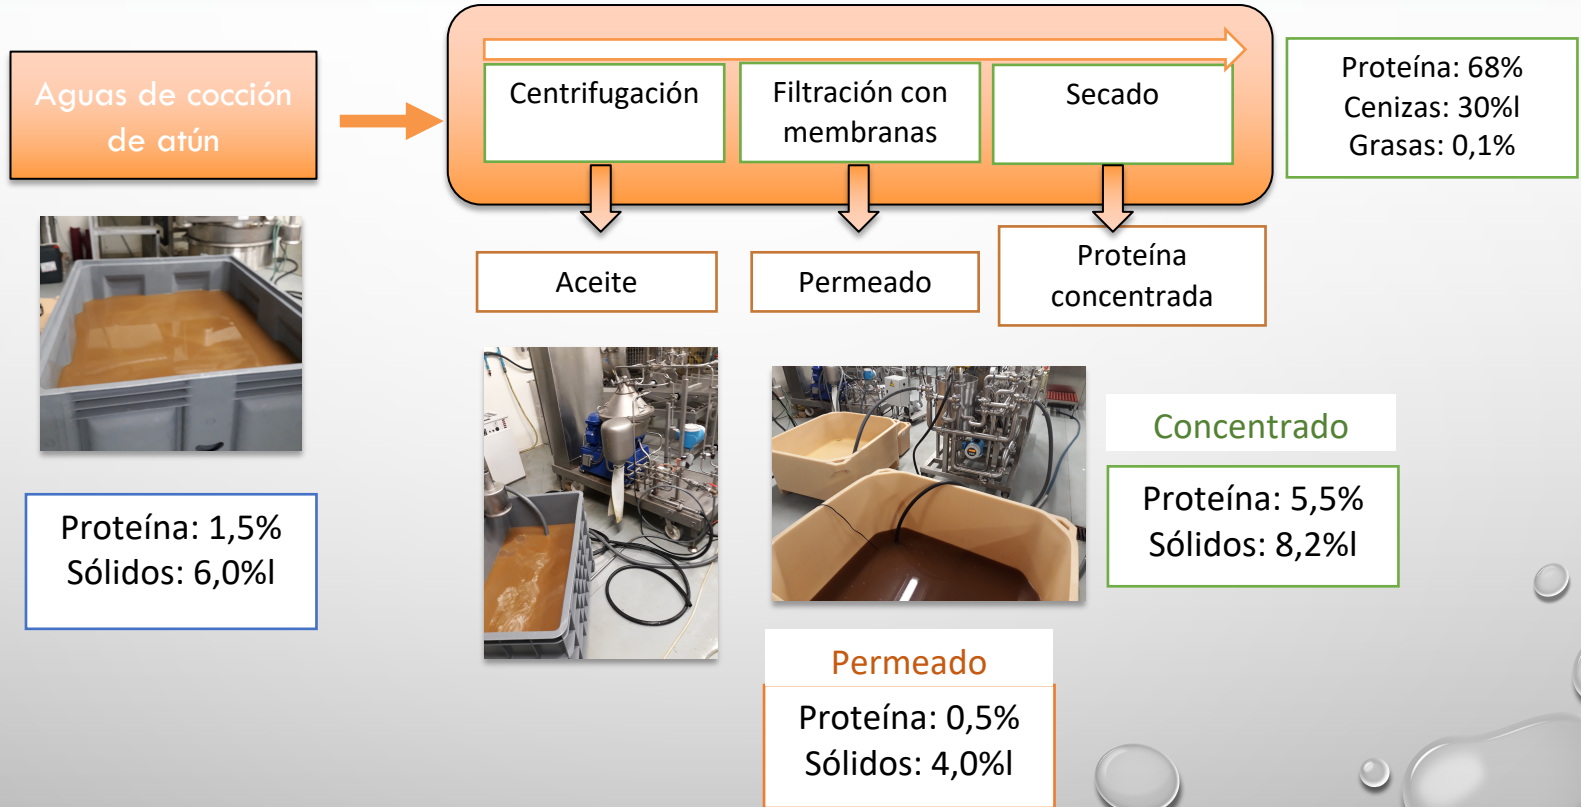 Aguas de cocción
de atún
Centrifugación
Filtración con
membranas
Secado
Proteína: 68%
Cenizas: 30%l
Grasas: 0,1%
Aceite
Permeado
Proteína
concentrada
Proteína: 1,5%
Sólidos: 6,0%l
Concentrado
Proteína: 5,5%
Sólidos: 8,2%l
Permeado
Proteína: 0,5%
Sólidos: 4,0%l